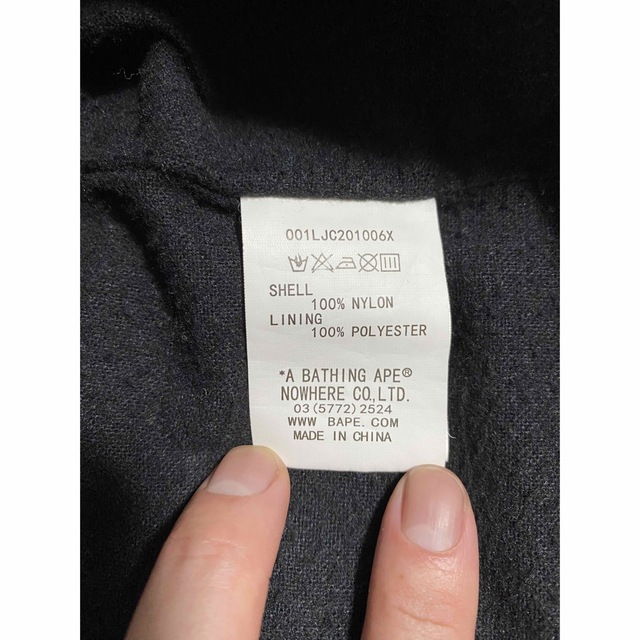 001LJC201006X
SHELL
100% NYLON
LINING
100% POLYESTER
*A BATHING APE®
NOWHERE CO.,LTD.
03(5772)2524
WWW BAPE. COM
MADE IN CHINA